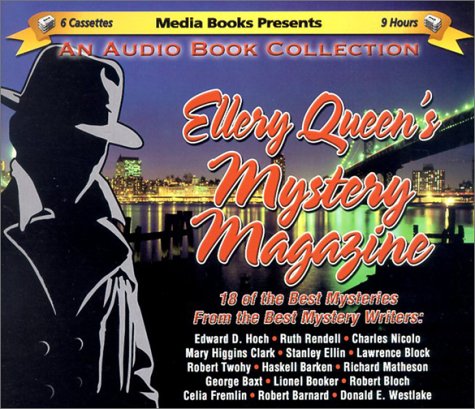 6 Cassettes Media Books Presents 9 Hours
An Audio Book Collection
Ellery Queen's
Mystery
Magazine
18 of the Best Mysteries
From the Best Mystery Writers:
Edward D. Hoch • Ruth Rendell • Charles Nicolo
Mary Higgins Clark • Stanley Ellin • Lawrence Block
Robert Twohy • Haskell Barken • Richard Matheson
George Baxt • Lionel Booker • Robert Bloch
Celia Fremlin • Robert Barnard • Donald E. Westlake